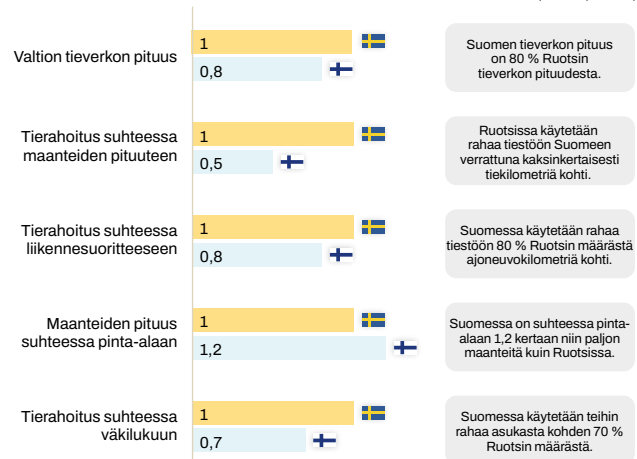 Valtion tieverkon pituus
1
0,8
Suomen tieverkon pituus
on 80 % Ruotsin
tieverkon pituudesta.
Tierahoitus suhteessa
maanteiden pituuteen
1
0,5
Ruotsissa käytetään
rahaa tiestöön Suomeen
verrattuna kaksinkertaisesti
tiekilometriä kohti.
Tierahoitus suhteessa
liikennesuoritteeseen
1
0,8
Suomessa käytetään rahaa
tiestöön 80 % Ruotsin määrästä
ajoneuvokilometriä kohti.
Maanteiden pituus
suhteessa pinta-alaan
1
1,2
Suomessa on suhteessa pinta-
alaan 1,2 kertaan niin paljon
maanteitä kuin Ruotsissa.
Tierahoitus suhteessa
väkilukuun
1
0,7
Suomessa käytetään teihin
rahaa asukasta kohden 70 %
Ruotsin määrästä.